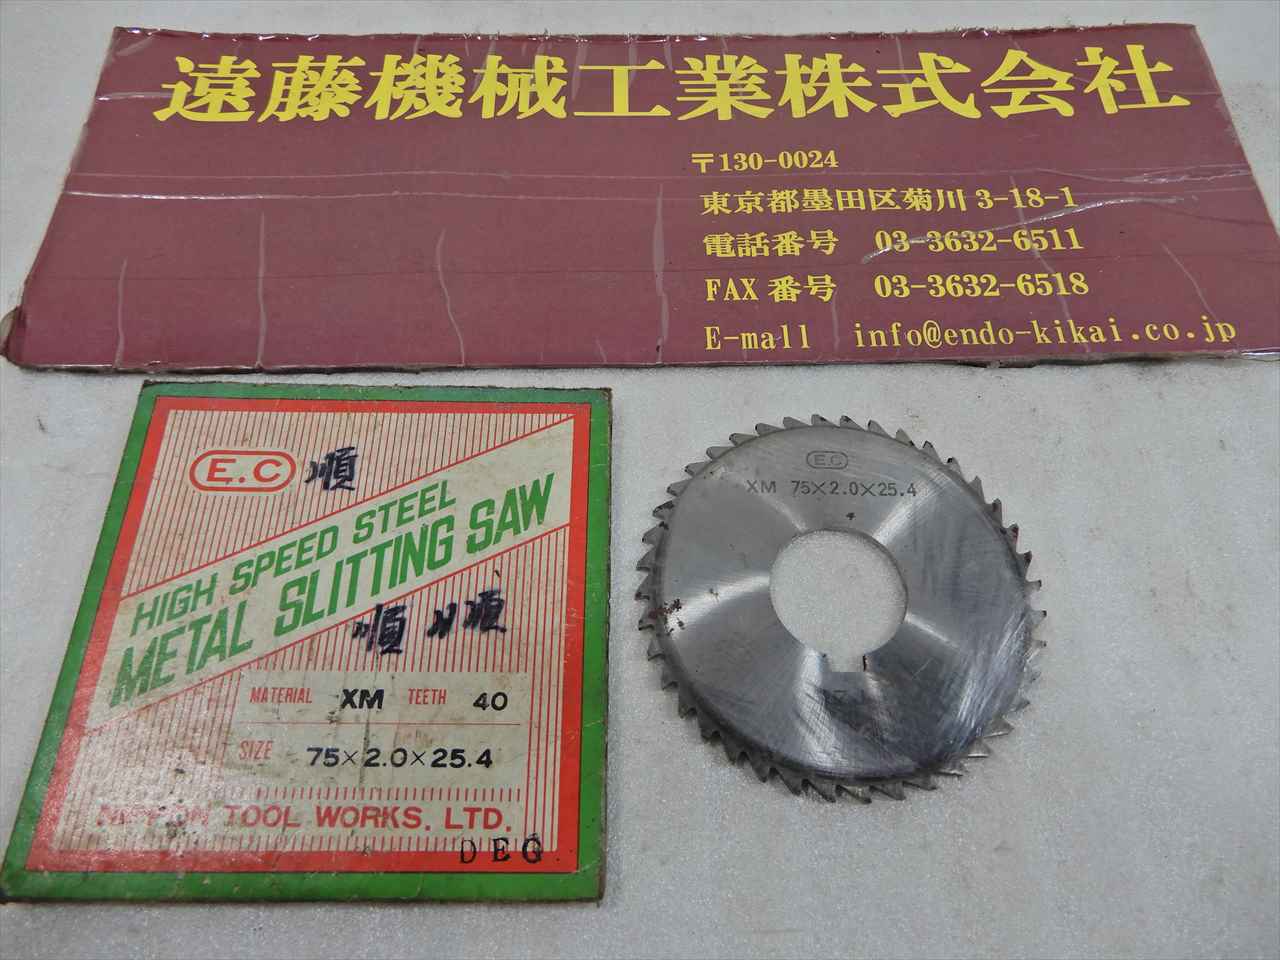 遠藤機械工業株式会社
〒130-0024
東京都墨田区菊川 3-18-1
電話番号 03-3632-6511
FAX 番号 03-3632-6518
E-mall info@endo-kikai.co.jp
E.C 順
HIGH SPEED STEEL
METAL SLITTING SAW
順 順
MATERIAL XM TEETH 40
SIZE 75×2.0×25.4
NIPPON TOOL WORKS, LTD.
DEG
E.C
XM 75×2.0×25.4